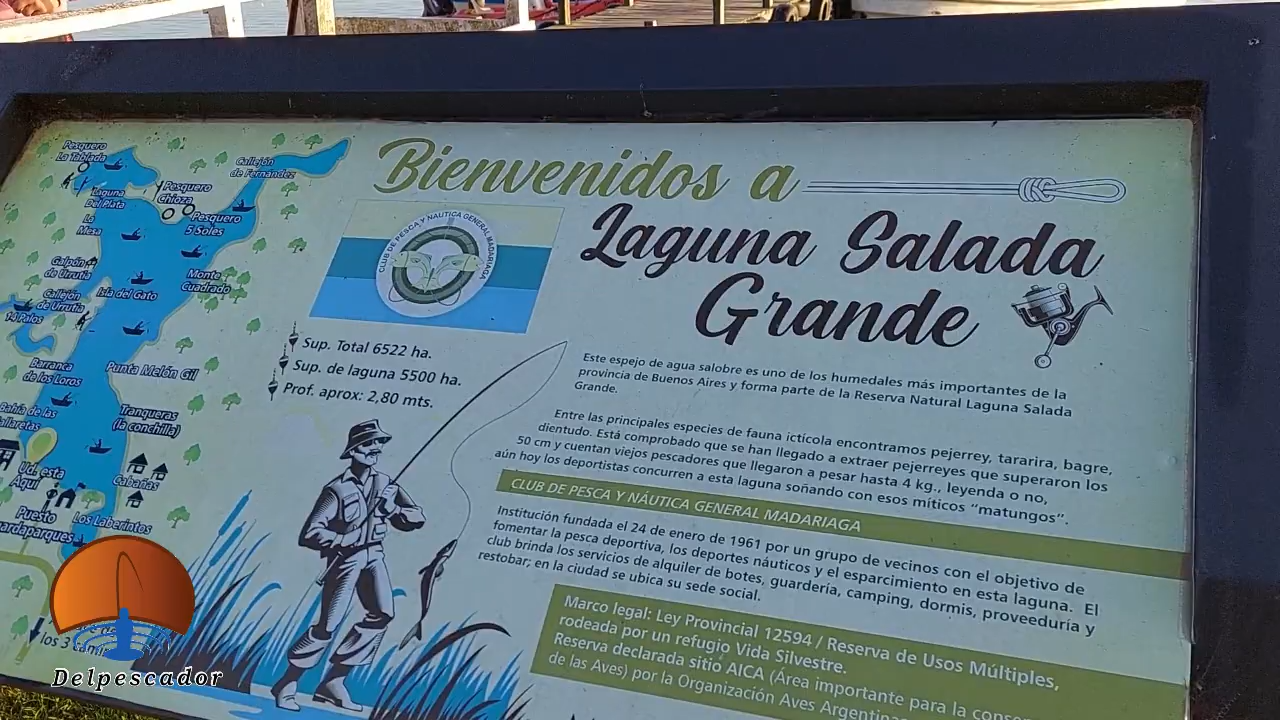 Bienvenidos a
Laguna Salada
Grande
CLUB DE PESCA Y NAUTICA GENERAL MADARIAGA
Sup. Total 6522 ha.
Sup. de laguna 5500 ha.
Prof. aprox: 2,80 mts.
Este espejo de agua salobre es uno de los humedales más importantes de la
provincia de Buenos Aires y forma parte de la Reserva Natural Laguna Salada
Grande.
Entre las principales especies de fauna ictícola encontramos pejerrey, tararira, bagre,
dientudo. Está comprobado que se han llegado a extraer pejerreyes que superaron los
50 cm y cuentan viejos pescadores que llegaron a pesar hasta 4 kg., leyenda o no,
aún hoy los deportistas concurren a esta laguna soñando con esos míticos “matungos”.
CLUB DE PESCA Y NÁUTICA GENERAL MADARIAGA
Institución fundada el 24 de enero de 1961 por un grupo de vecinos con el objetivo de
fomentar la pesca deportiva, los deportes náuticos y el esparcimiento en esta laguna. El
club brinda los servicios de alquiler de botes, guardería, camping, dormis, proveeduría y
restobar; en la ciudad se ubica su sede social.
Marco legal: Ley Provincial 12594 / Reserva de Usos Múltiples,
rodeada por un refugio Vida Silvestre.
Reserva declarada sitio AICA (Área importante para la
de las Aves) por la Organización Aves
Pesquero
La Tablada
Callejón
de Fernández
Laguna
Del Plata
Pesquero
Chioza
La
Mesa
Pesquero
5 Soles
Galpón
de Urrutia
Monte
Cuadrado
Callejón
de Urrutia
Isla del Gato
14 Palos
Barranca
de los Loros
Punta Melón Gil
Bahía de las
Tranqueras
(la conchilla)
Ud. esta
Aquí
Cabañas
Puesto
Los Laberintos
los 3
Delpescador